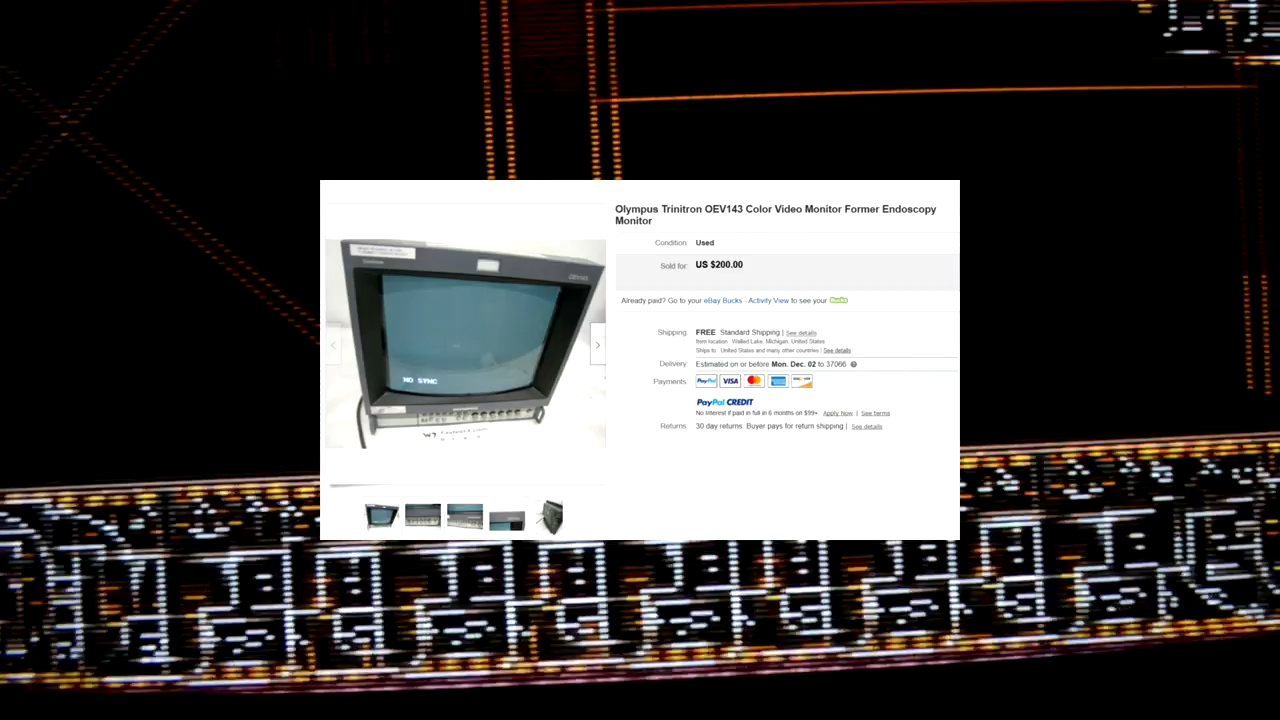 Olympus Trinitron OEV143 Color Video Monitor Former Endoscopy
Monitor
Condition: Used
Sold for: US $200.00
Already paid? Go to your eBay Bucks - Activity View to see your Bucks
Shipping: FREE Standard Shipping | See details
Item location: Walled Lake, Michigan, United States
Ships to: United States and many other countries | See details
Delivery: Estimated on or before Mon. Dec. 02 to 37066
Payments: PayPal VISA
PayPal CREDIT
No Interest if paid in full in 6 months on $99+. Apply Now | See terms
Returns: 30 day returns. Buyer pays for return shipping | See details
OEV143
NO SYNC